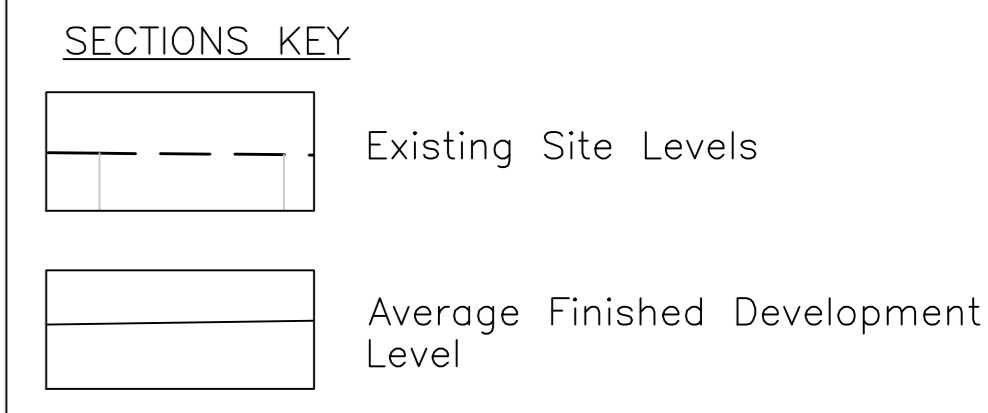 SECTIONS KEY
Existing Site Levels
Average Finished Development
Level